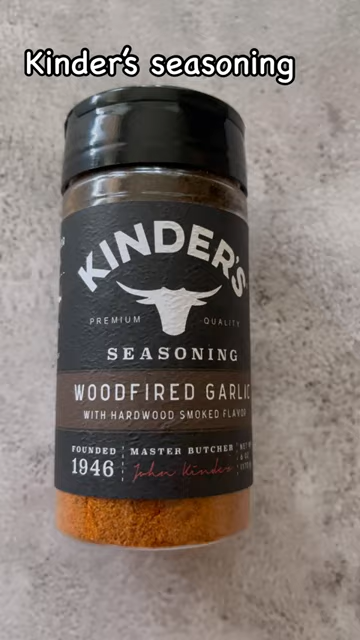 Kinder's seasoning
KINDER'S
PREMIUM QUALITY
SEASONING
WOODFIRED GARLIC
WITH HARDWOOD SMOKED FLAVOR
FOUNDED
1946
MASTER BUTCHER
John Kinder